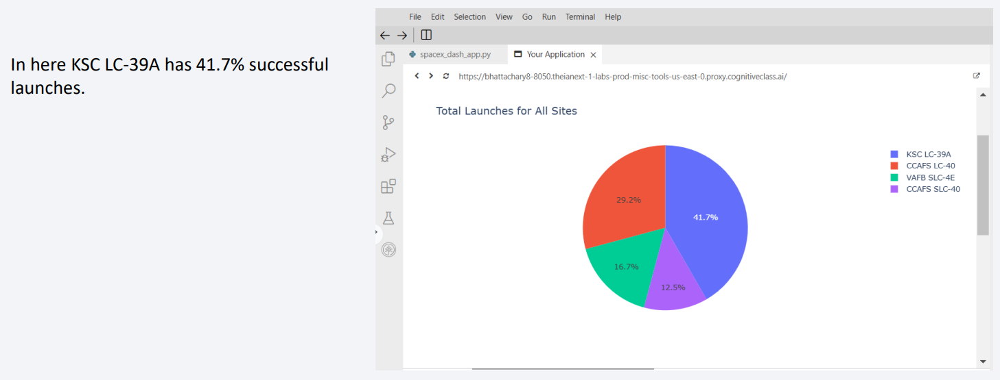 In here KSC LC-39A has 41.7% successful
launches.
File Edit Selection View Go Run Terminal Help
spacex_dash_app.py Your Application
https://bhattachary8-8050.theianext-1-labs-prod-misc-tools-us-east-0.proxy.cognitiveclass.ai/
Total Launches for All Sites
KSC LC-39A
CCAFS LC-40
VAFB SLC-4E
CCAFS SLC-40
29.2%
41.7%
16.7%
12.5%